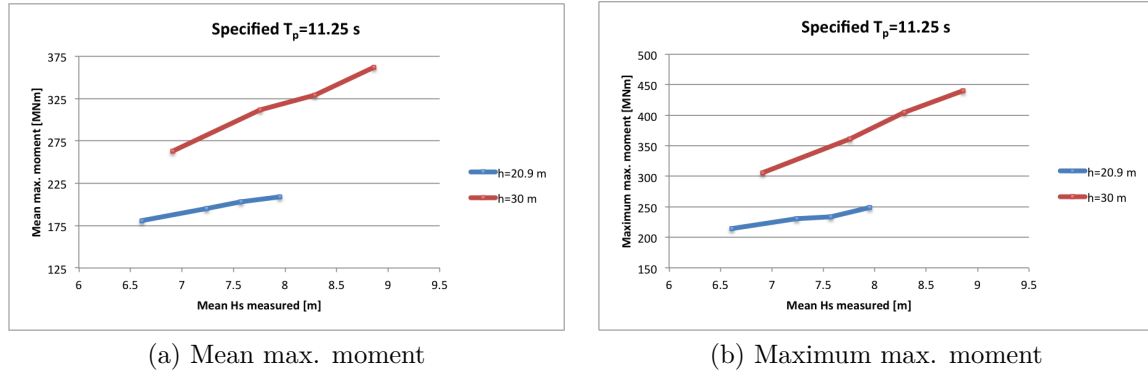 Specified Tp=11.25 s
Mean max. moment [MNm]
375
325
275
225
175
125
6 6.5 7 7.5 8 8.5 9 9.5
Mean Hs measured [m]
h=20.9 m
h=30 m
(a) Mean max. moment
Specified Tp=11.25 s
Maximum max. moment [MNm]
500
450
400
350
300
250
200
150
6 6.5 7 7.5 8 8.5 9 9.5
Mean Hs measured [m]
h=20.9 m
h=30 m
(b) Maximum max. moment